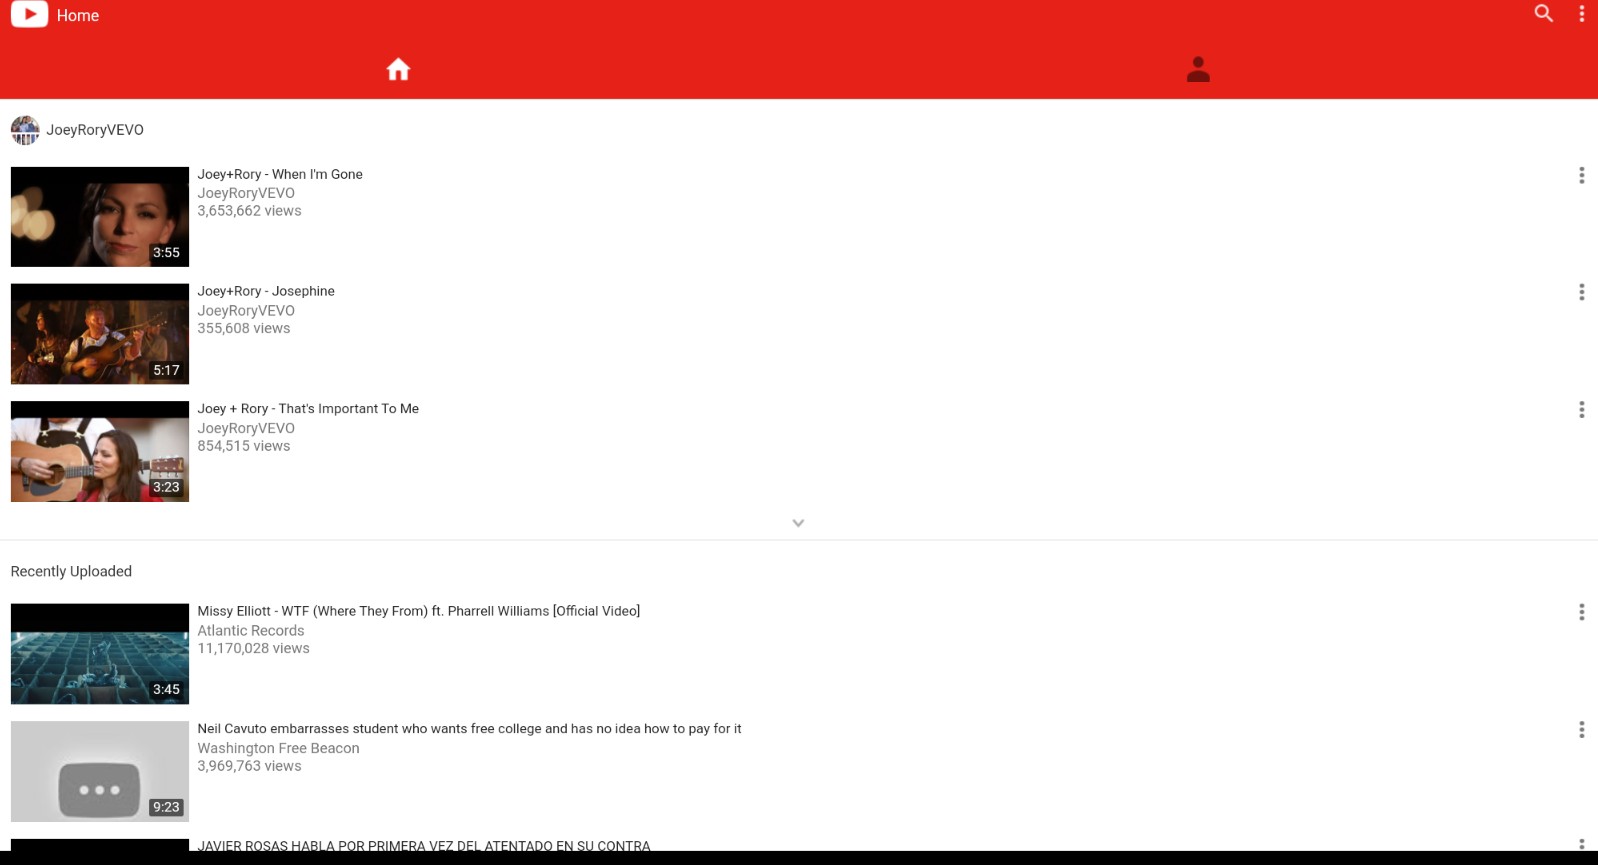 Home
JoeyRoryVEVO
Joey+Rory - When I'm Gone
JoeyRoryVEVO
3,653,662 views
3:55
Joey+Rory - Josephine
JoeyRoryVEVO
355,608 views
5:17
Joey + Rory - That's Important To Me
JoeyRoryVEVO
854,515 views
3:23
Recently Uploaded
Missy Elliott - WTF (Where They From) ft. Pharrell Williams [Official Video]
Atlantic Records
11,170,028 views
3:45
Neil Cavuto embarrasses student who wants free college and has no idea how to pay for it
Washington Free Beacon
3,969,763 views
9:23
JAVIER ROSAS HABLA POR PRIMERA VEZ DEL ATENTADO EN SU CONTRA